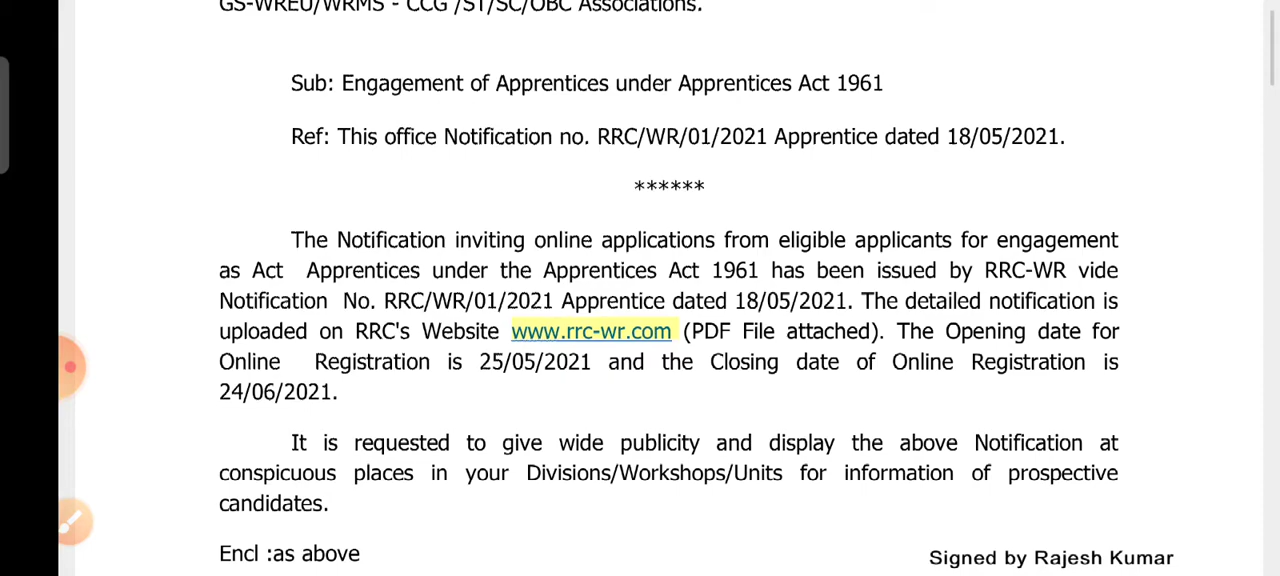 GS-WREU/WRMS - CCG /ST/SC/OBC Associations.
Sub: Engagement of Apprentices under Apprentices Act 1961
Ref: This office Notification no. RRC/WR/01/2021 Apprentice dated 18/05/2021.
******
The Notification inviting online applications from eligible applicants for engagement
as Act Apprentices under the Apprentices Act 1961 has been issued by RRC-WR vide
Notification No. RRC/WR/01/2021 Apprentice dated 18/05/2021. The detailed notification is
uploaded on RRC's Website www.rrc-wr.com (PDF File attached). The Opening date for
Online Registration is 25/05/2021 and the Closing date of Online Registration is
24/06/2021.
It is requested to give wide publicity and display the above Notification at
conspicuous places in your Divisions/Workshops/Units for information of prospective
candidates.
Encl :as above
Signed by Rajesh Kumar